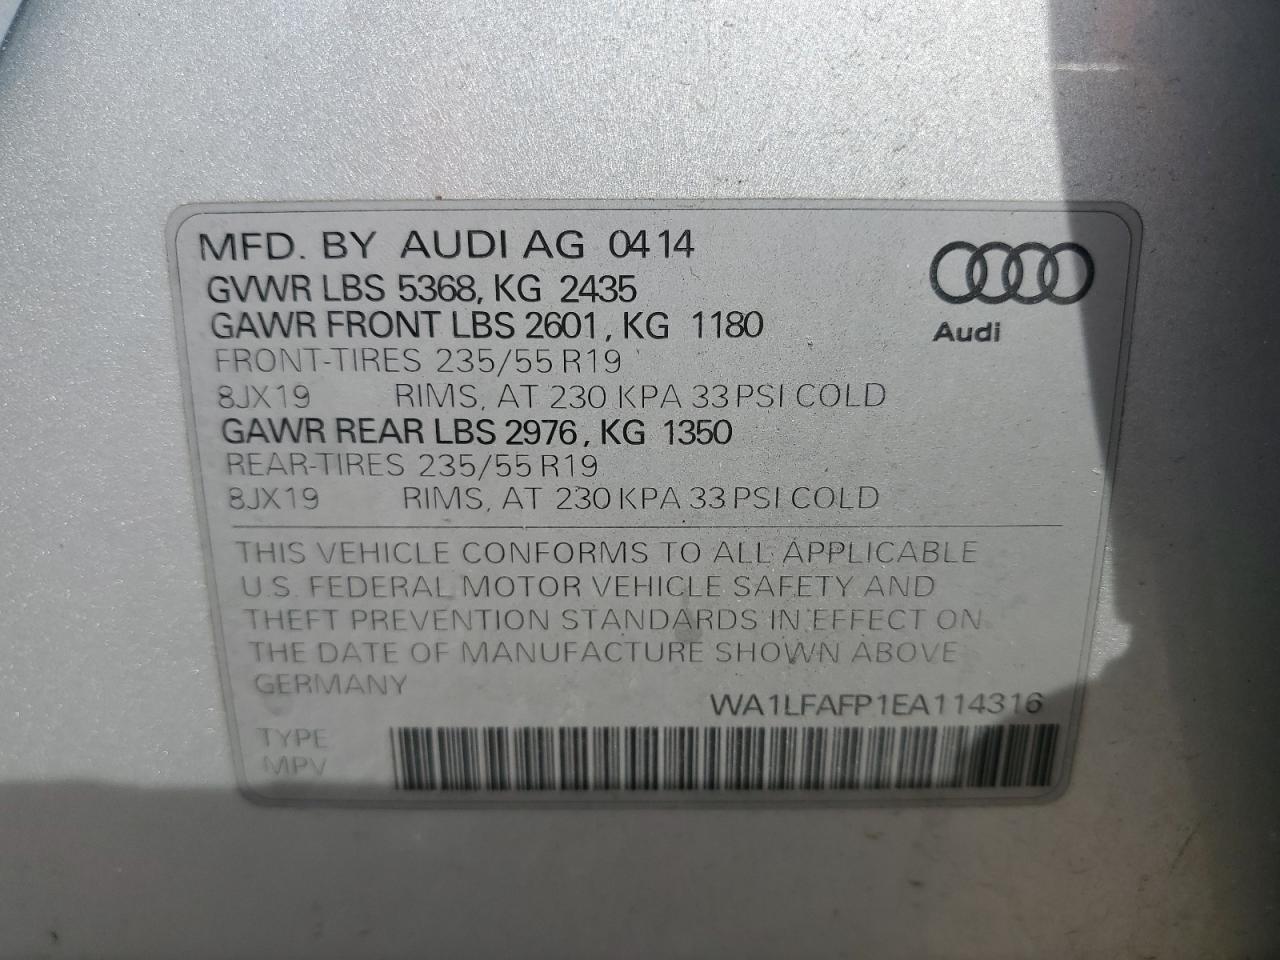 MFD. BY AUDI AG 0414
GVWR LBS 5368, KG 2435
GAWR FRONT LBS 2601, KG 1180
FRONT-TIRES 235/55 R19
8JX19 RIMS, AT 230 KPA 33 PSI COLD
GAWR REAR LBS 2976, KG 1350
REAR-TIRES 235/55 R19
8JX19 RIMS, AT 230 KPA 33 PSI COLD
Audi
THIS VEHICLE CONFORMS TO ALL APPLICABLE
U.S. FEDERAL MOTOR VEHICLE SAFETY AND
THEFT PREVENTION STANDARDS IN EFFECT ON
THE DATE OF MANUFACTURE SHOWN ABOVE
GERMANY
WA1LFAFP1EA114316
TYPE
MPV